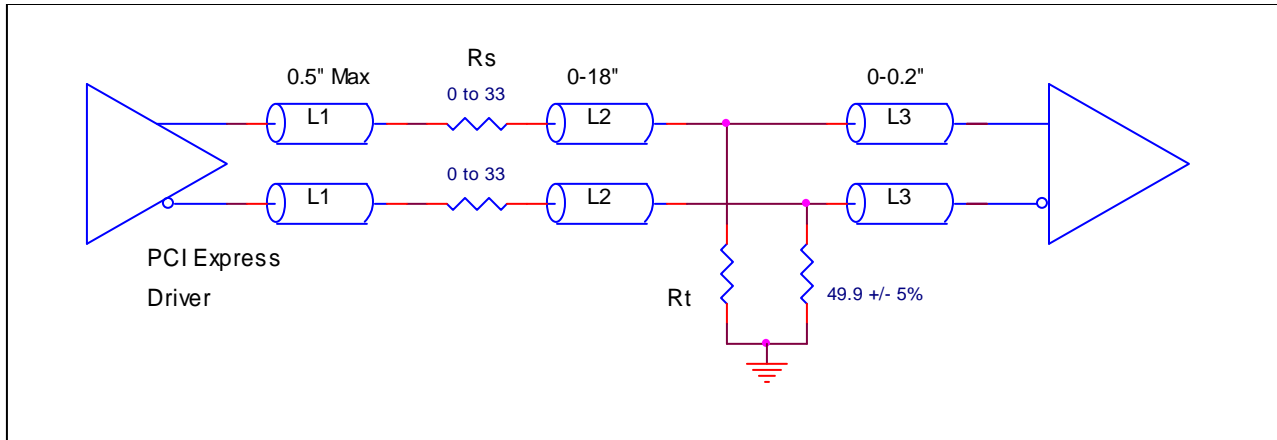 Rs
0.5" Max
0-18"
0-0.2"
0 to 33
L1
L2
L3
0 to 33
L1
L2
L3
PCI Express
Driver
Rt
49.9 +/- 5%